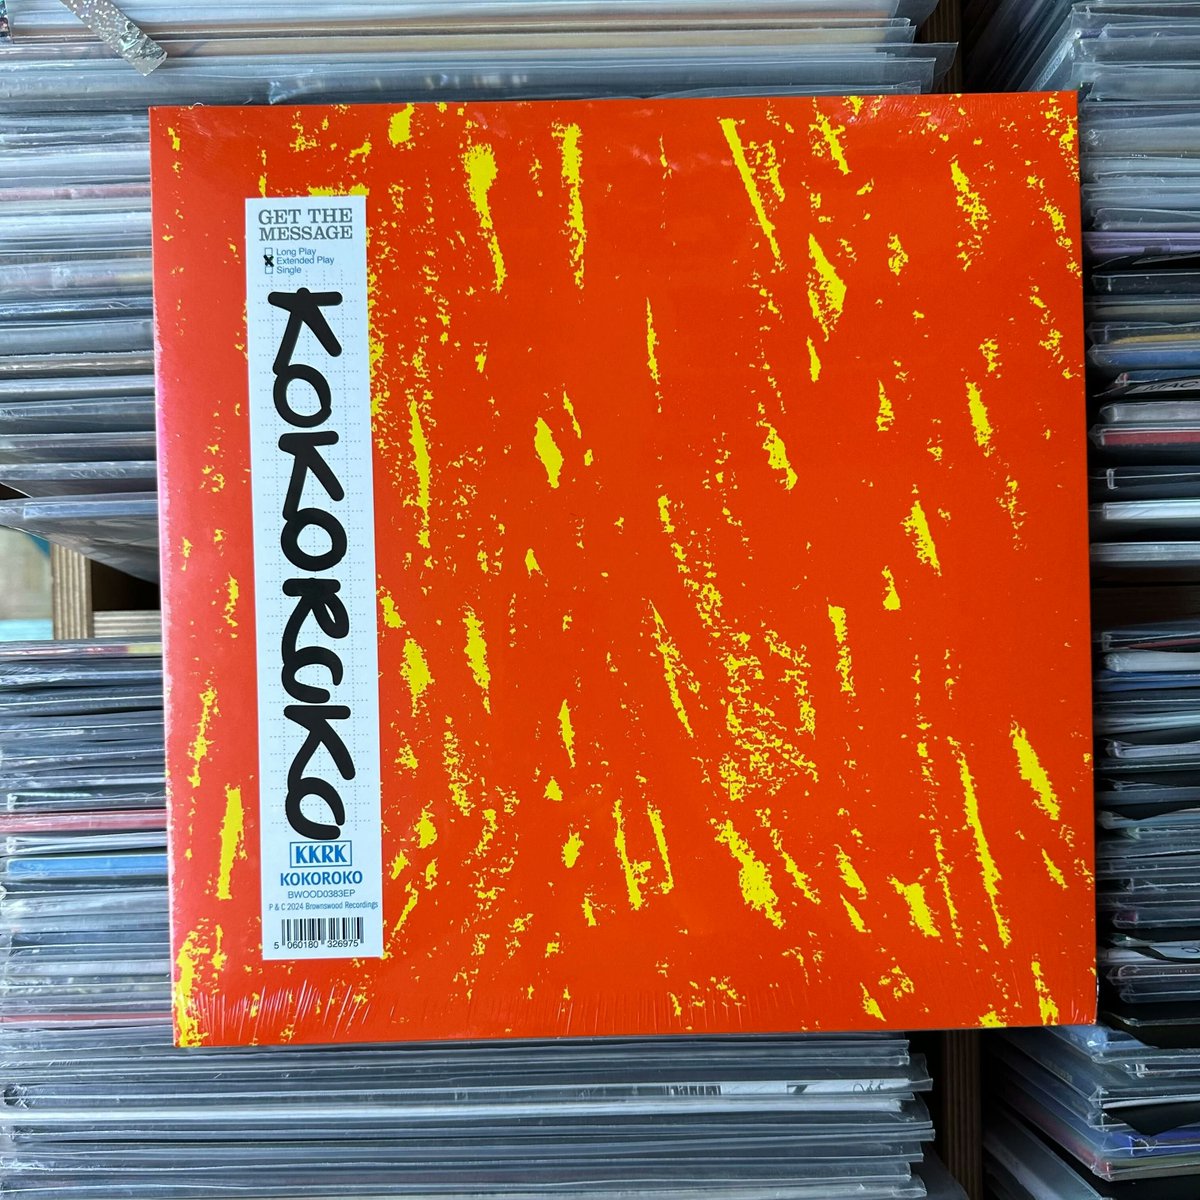 GET THE
MESSAGE
Long Play
Extended Play
Single
KOKOROKO
KKRK
KOKOROKO
BWOOD0383EP
P & C 2024 Brownswood Recordings
5 060180 326975